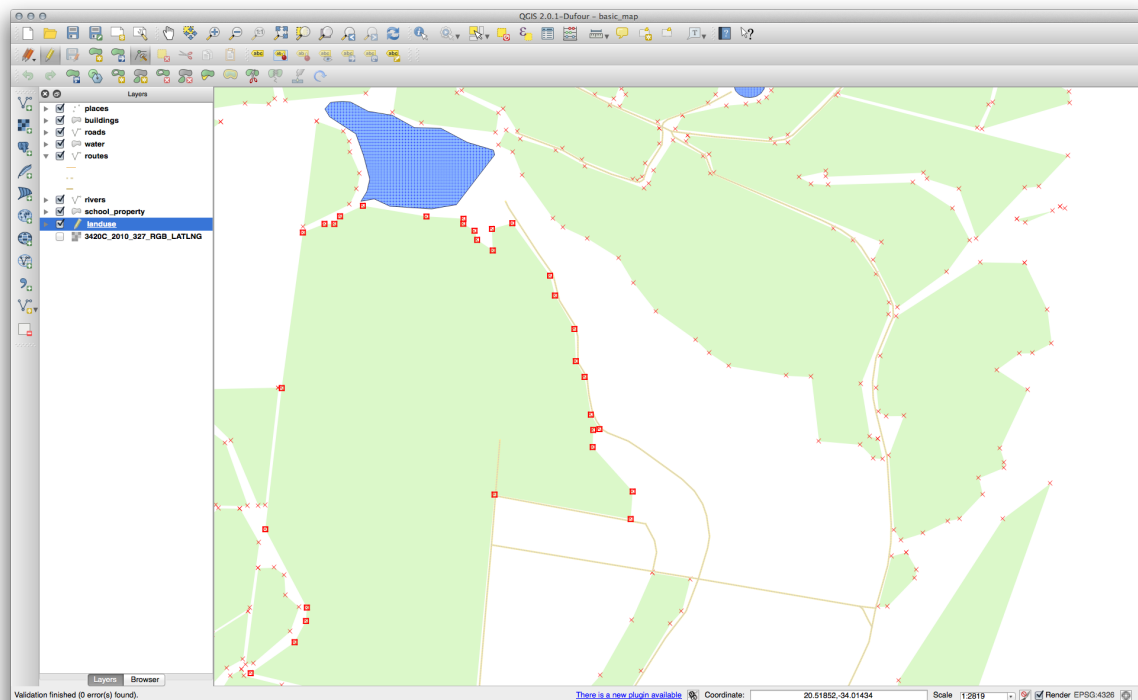 QGIS 2.0.1-Dufour - basic_map
Layers
places
buildings
roads
water
routes
rivers
school_property
landuse
3420C_2010_327_RGB_LATLNG
Layers Browser
Validation finished (0 error(s) found). There is a new plugin available Coordinate: 20.51852,-34.01434 Scale 1:2819 Render EPSG:4326